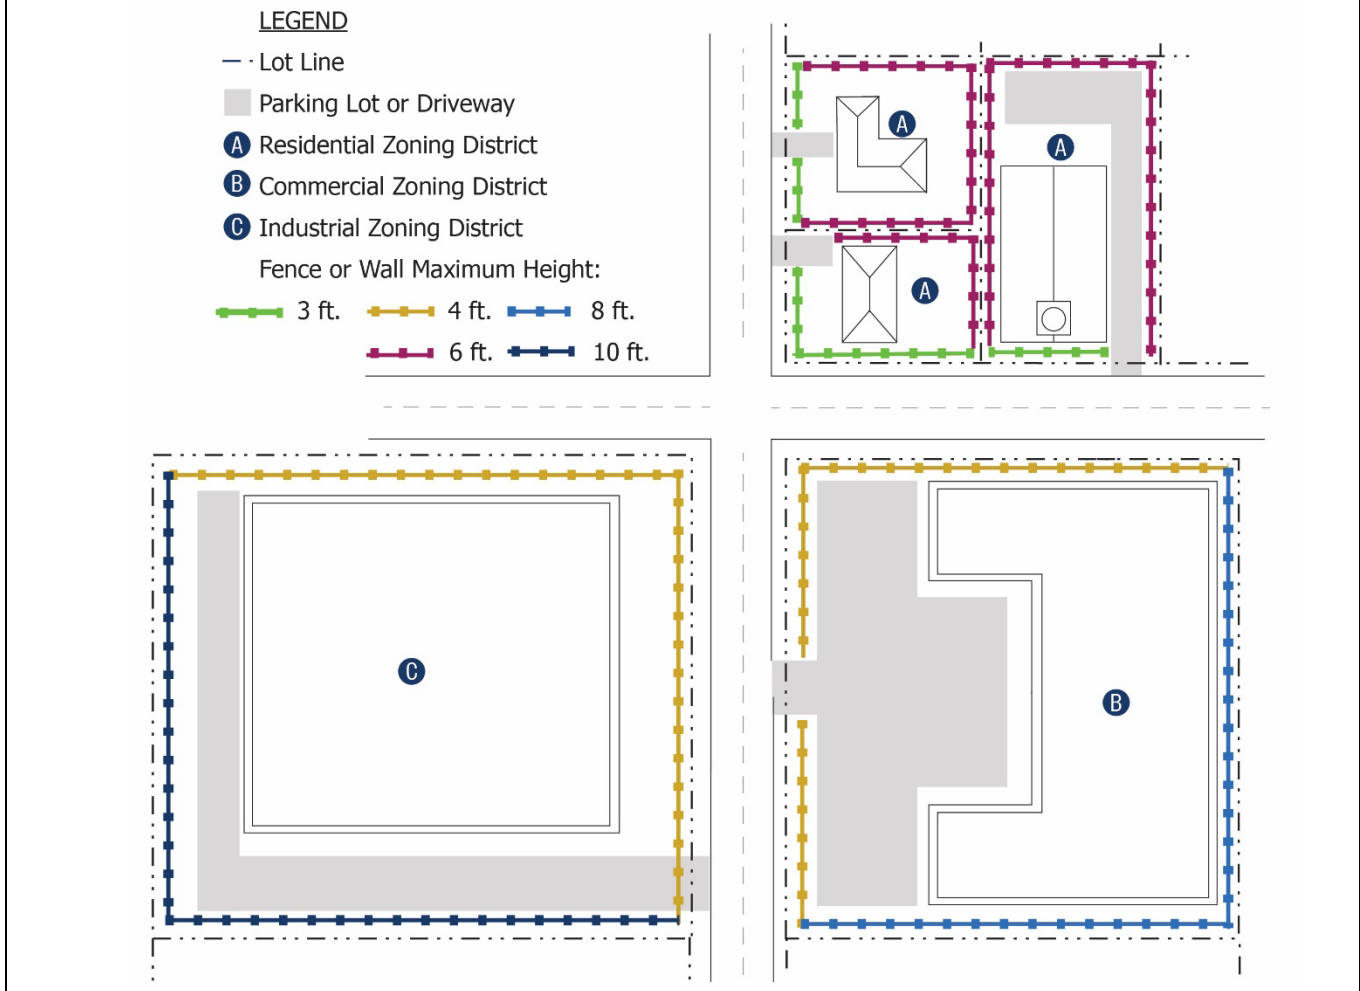 LEGEND
Lot Line
Parking Lot or Driveway
A Residential Zoning District
B Commercial Zoning District
C Industrial Zoning District
Fence or Wall Maximum Height:
3 ft. 4 ft. 8 ft.
6 ft. 10 ft.
A
A
A
C
B